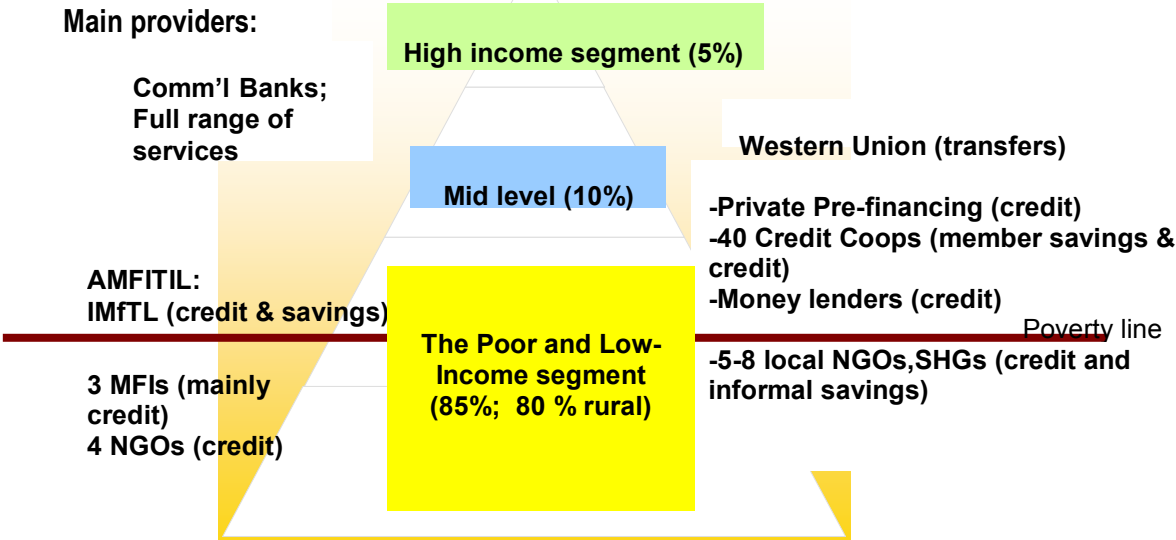 Main providers:
High income segment (5%)
Comm’l Banks;
Full range of
services
Western Union (transfers)
Mid level (10%)
-Private Pre-financing (credit)
-40 Credit Coops (member savings &
credit)
-Money lenders (credit)
AMFITIL:
IMfTL (credit & savings)
Poverty line
The Poor and Low-
Income segment
(85%;  80 % rural)
-5-8 local NGOs,SHGs (credit and
informal savings)
3 MFIs (mainly
credit)
4 NGOs (credit)